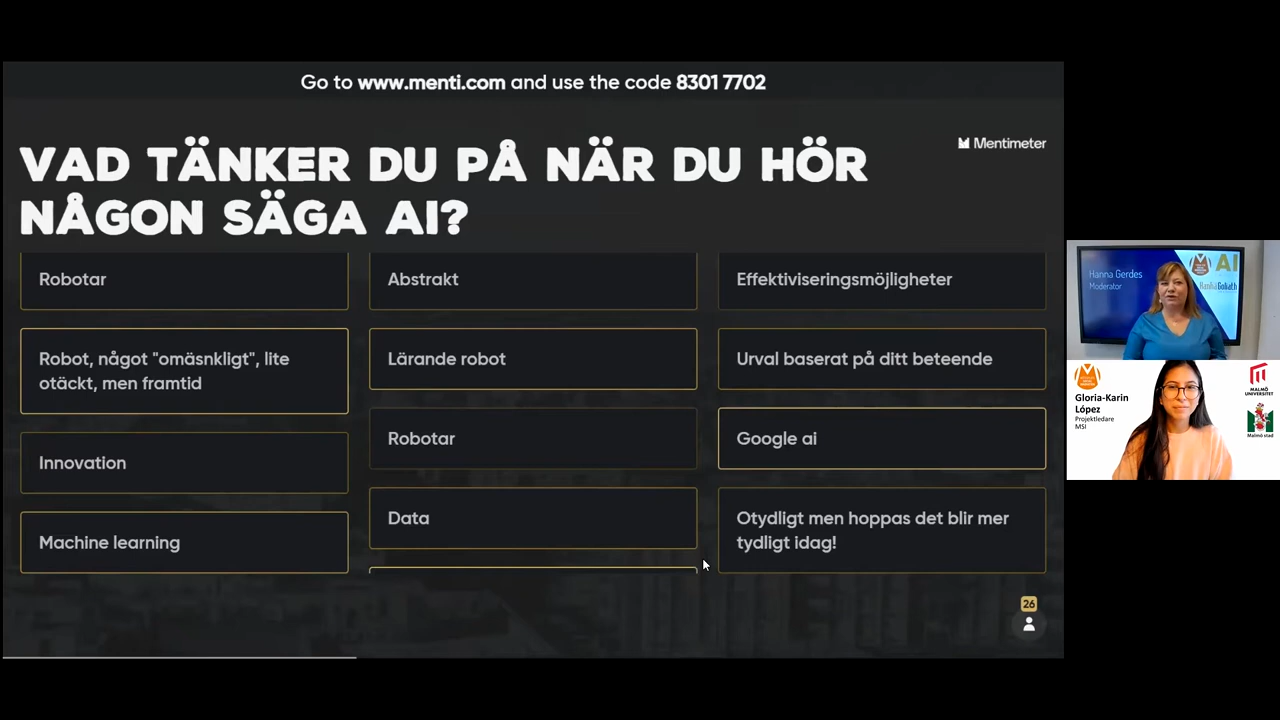 Go to www.menti.com and use the code 8301 7702
Mentimeter
VAD TÄNKER DU PÅ NÄR DU HÖR
NÅGON SÄGA AI?
Robotar
Abstrakt
Effektiviseringsmöjligheter
Robot, något "omäsnkligt", lite
otäckt, men framtid
Lärande robot
Urval baserat på ditt beteende
Robotar
Google ai
Innovation
Data
Otydligt men hoppas det blir mer
tydligt idag!
Machine learning
26
Hanna Gerdes
Moderator
AI
Gloria-Karin
López
Projektledare
MSI
MALMÖ
UNIVERSITET
Malmö stad